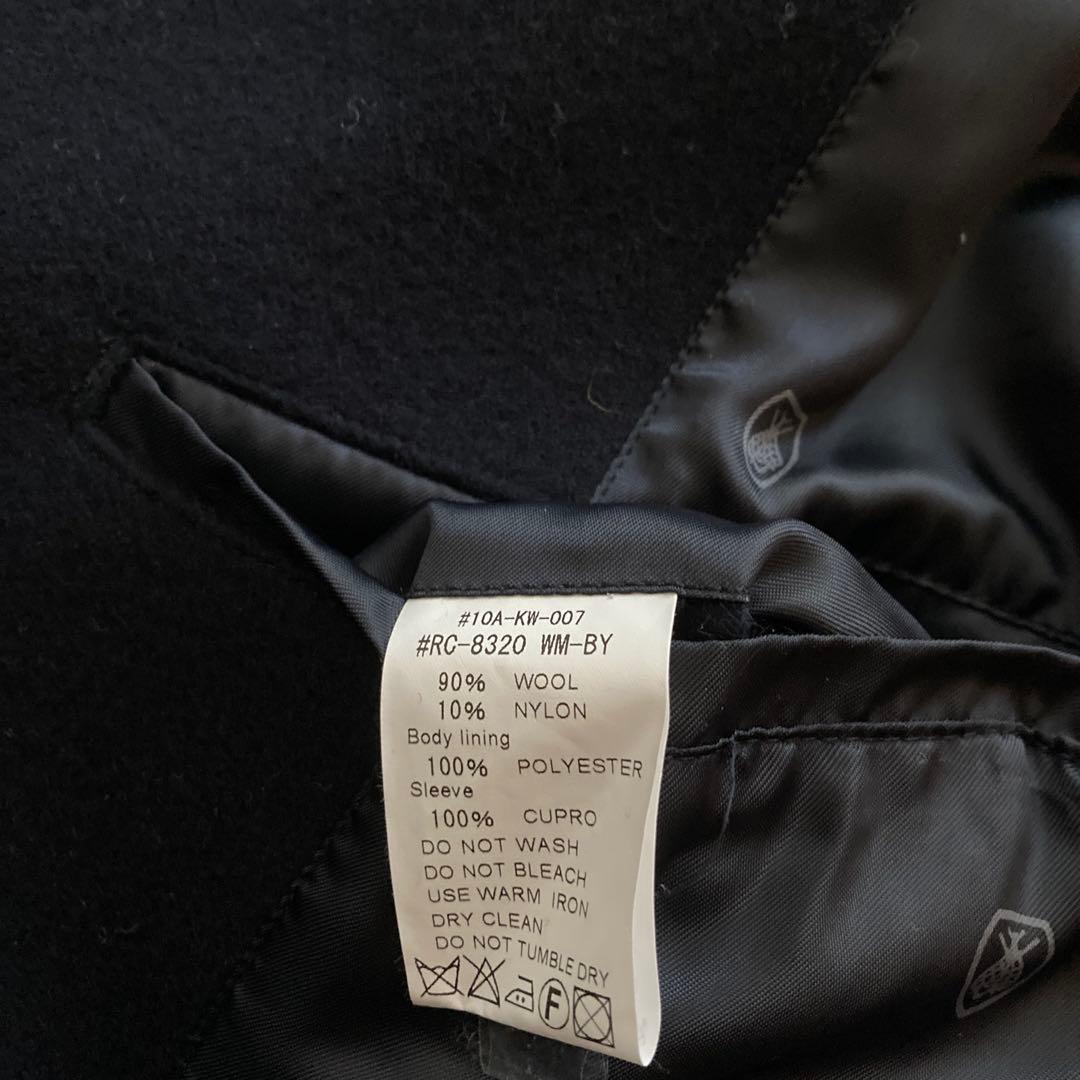 #10A-KW-007
#RC-8320 WM-BY
90% WOOL
10% NYLON
Body lining
100% POLYESTER
Sleeve
100% CUPRO
DO NOT WASH
DO NOT BLEACH
USE WARM IRON
DRY CLEAN
DO NOT TUMBLE DRY
F